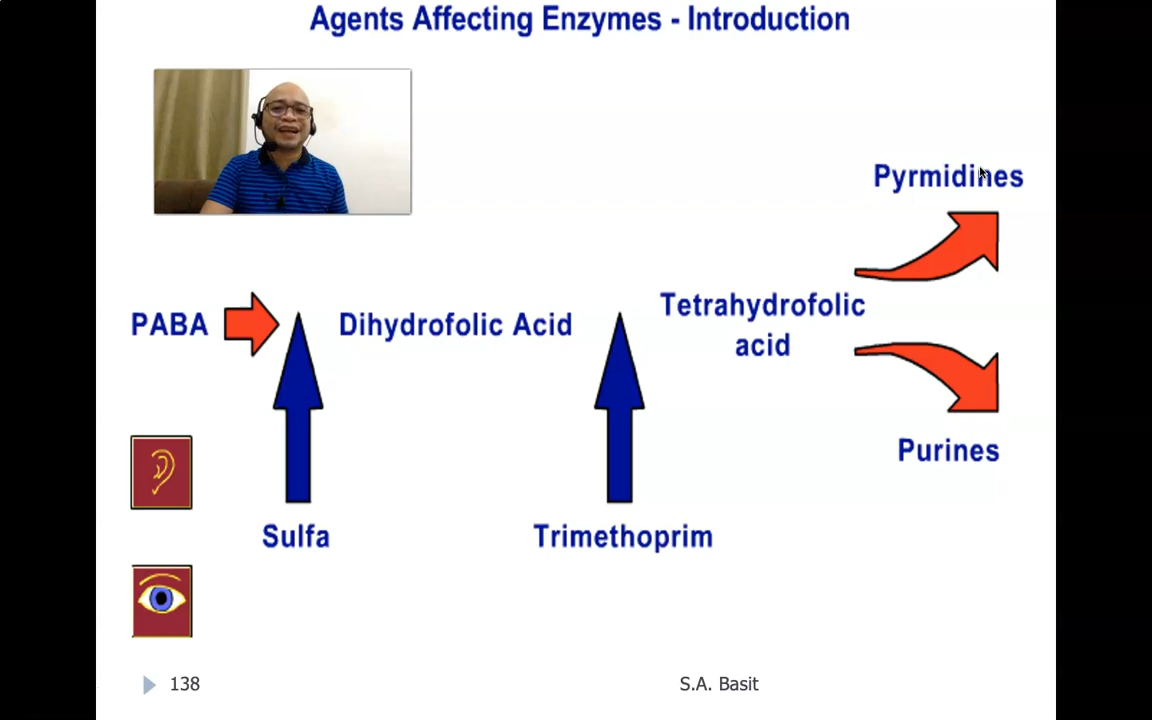 Agents Affecting Enzymes - Introduction
Pyrmidines
PABA
Dihydrofolic Acid
Tetrahydrofolic
acid
Purines
Sulfa
Trimethoprim
138
S.A. Basit